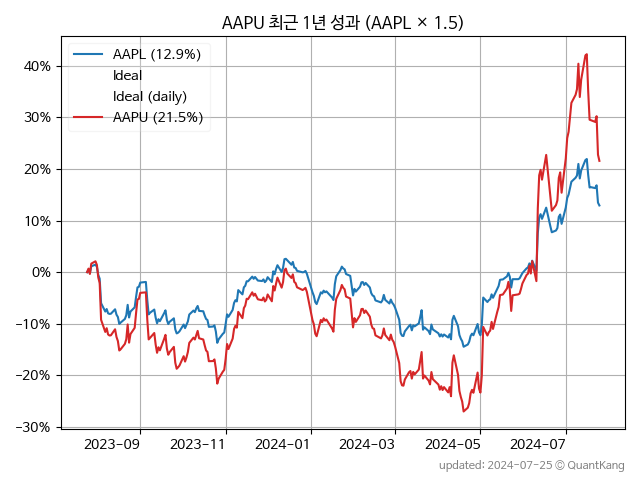 AAPU 최근 1년 성과 (AAPL × 1.5)
AAPL (12.9%)
Ideal
Ideal (daily)
AAPU (21.5%)
40%
30%
20%
10%
0%
−10%
−20%
−30%
2023−09
2023−11
2024−01
2024−03
2024−05
2024−07
updated: 2024-07-25 © QuantKang